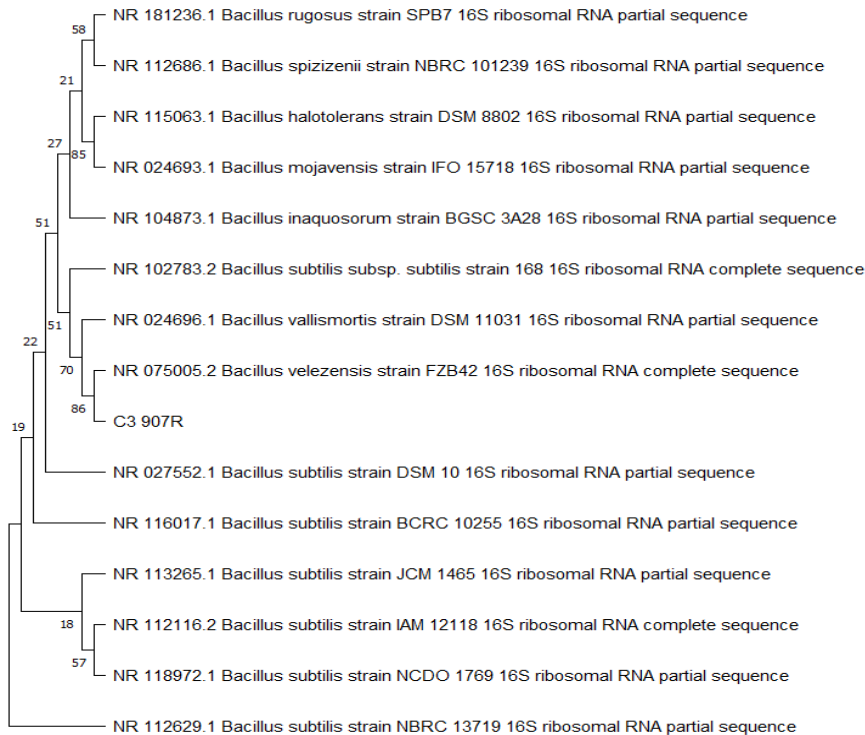 NR 181236.1 Bacillus rugosus strain SPB7 16S ribosomal RNA partial sequence
58
NR 112686.1 Bacillus spizizenii strain NBRC 101239 16S ribosomal RNA partial sequence
21
NR 115063.1 Bacillus halotolerans strain DSM 8802 16S ribosomal RNA partial sequence
27
85
NR 024693.1 Bacillus mojavensis strain IFO 15718 16S ribosomal RNA partial sequence
NR 104873.1 Bacillus inaquosorum strain BGSC 3A28 16S ribosomal RNA partial sequence
51
NR 102783.2 Bacillus subtilis subsp. subtilis strain 168 16S ribosomal RNA complete sequence
51
NR 024696.1 Bacillus vallismortis strain DSM 11031 16S ribosomal RNA partial sequence
22
70
NR 075005.2 Bacillus velezensis strain FZB42 16S ribosomal RNA complete sequence
86
C3 907R
19
NR 027552.1 Bacillus subtilis strain DSM 10 16S ribosomal RNA partial sequence
NR 116017.1 Bacillus subtilis strain BCRC 10255 16S ribosomal RNA partial sequence
NR 113265.1 Bacillus subtilis strain JCM 1465 16S ribosomal RNA partial sequence
18
NR 112116.2 Bacillus subtilis strain IAM 12118 16S ribosomal RNA complete sequence
57
NR 118972.1 Bacillus subtilis strain NCDO 1769 16S ribosomal RNA partial sequence
NR 112629.1 Bacillus subtilis strain NBRC 13719 16S ribosomal RNA partial sequence